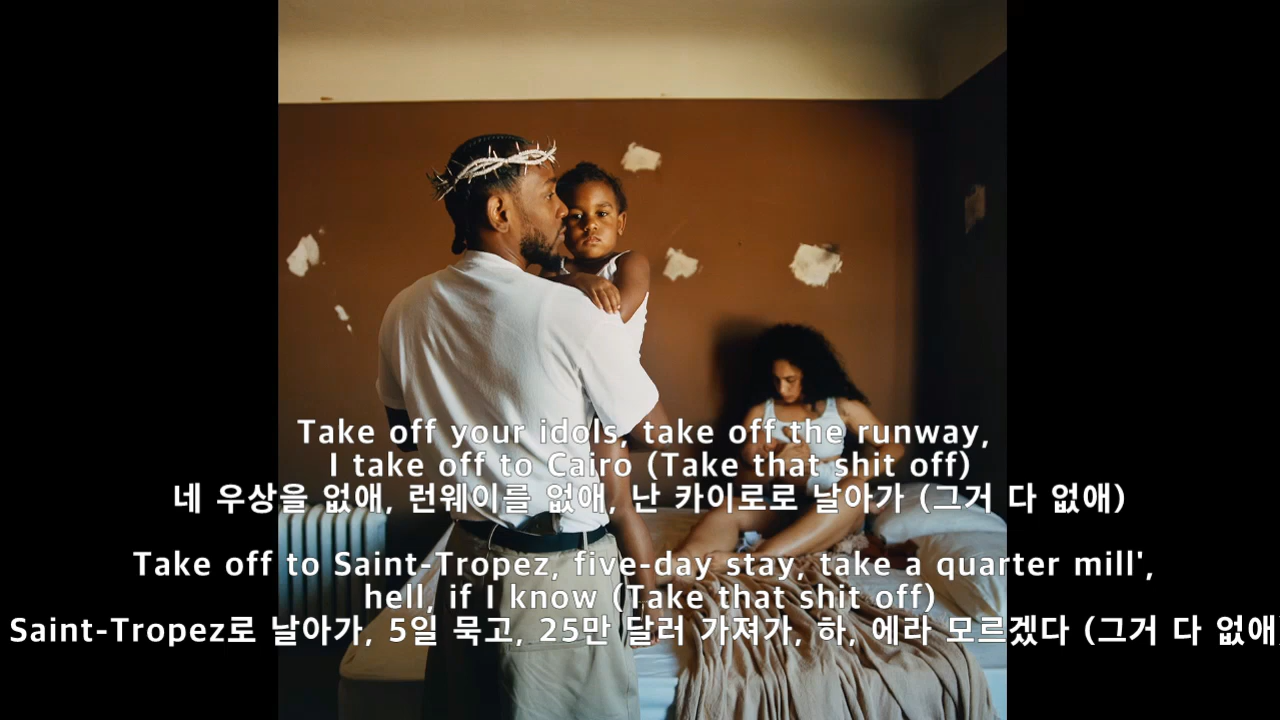 Take off your idols, take off the runway,
I take off to Cairo (Take that shit off)
네 우상을 없애, 런웨이를 없애, 난 카이로로 날아가 (그거 다 없애)
Take off to Saint-Tropez, five-day stay, take a quarter mill',
hell, if I know (Take that shit off)
Saint-Tropez로 날아가, 5일 묵고, 25만 달러 가져가, 하, 에라 모르겠다 (그거 다 없애)